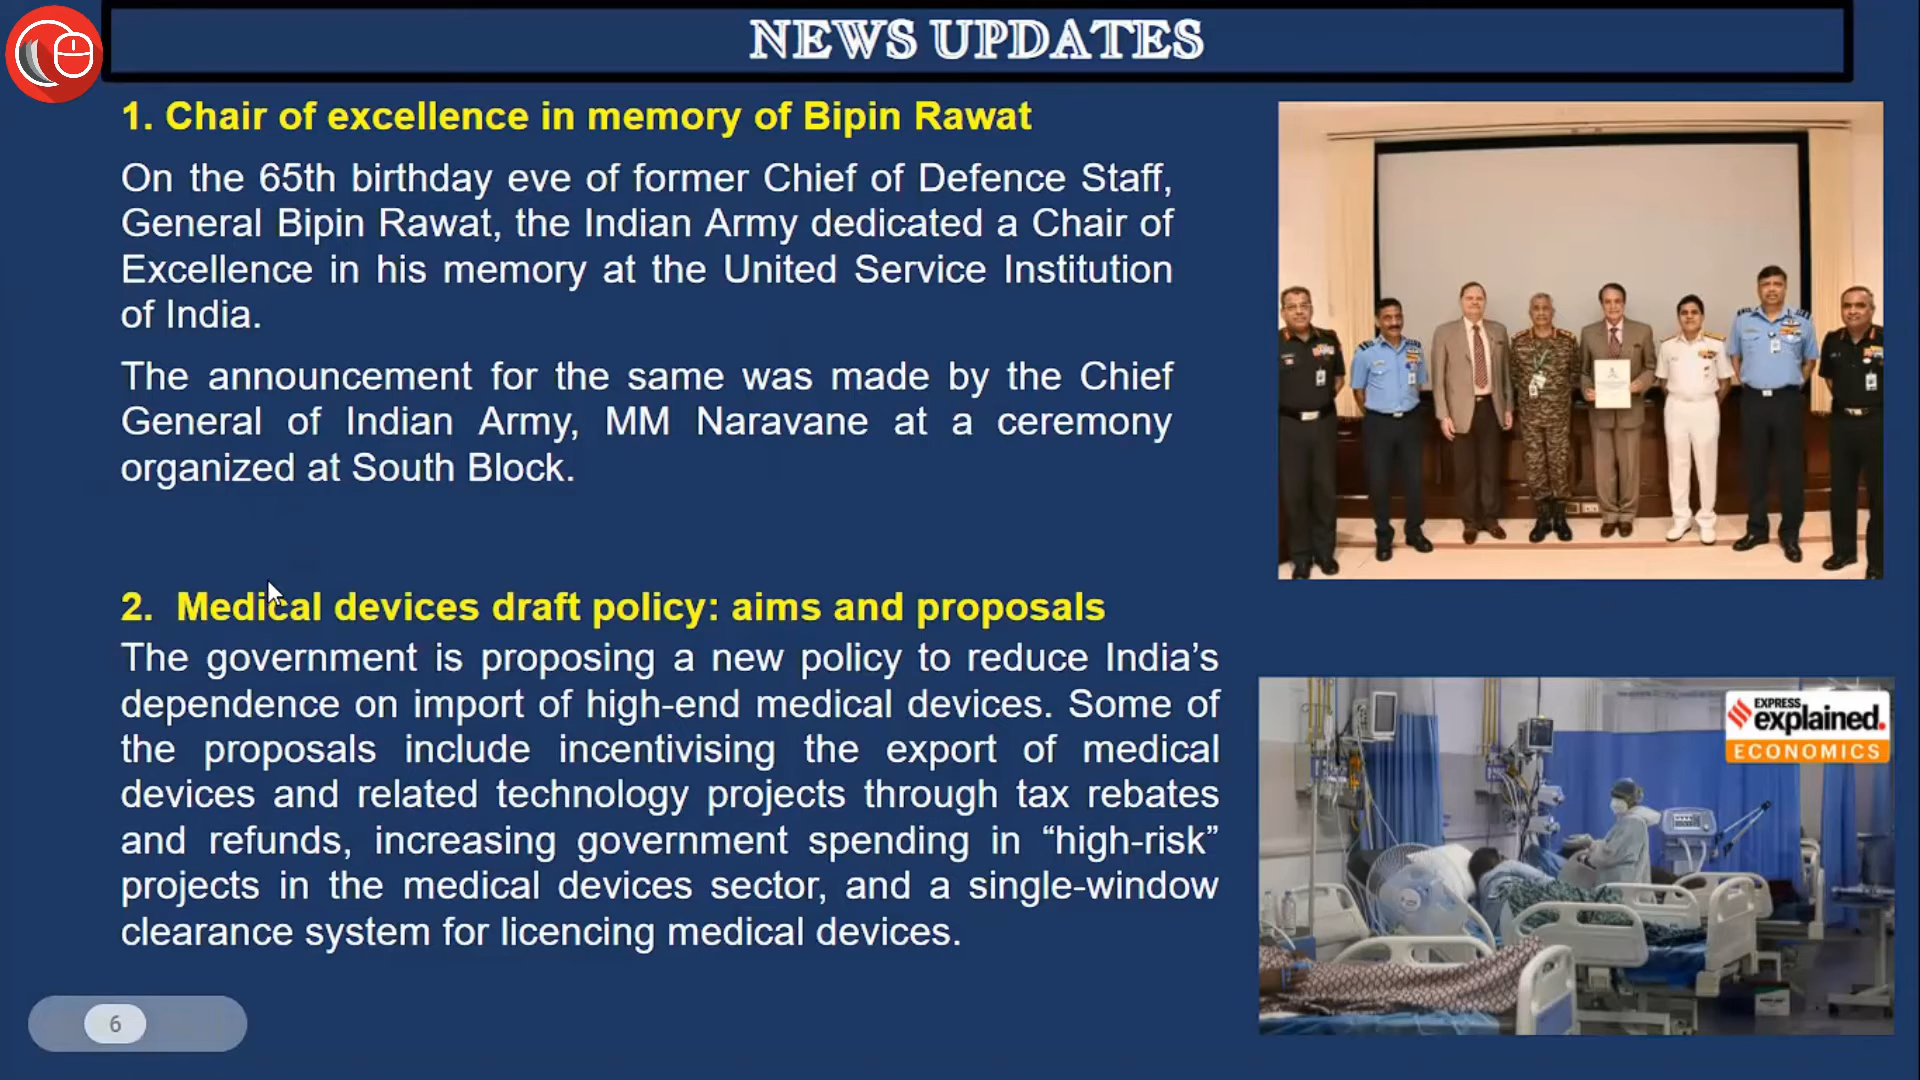 NEWS UPDATES
1. Chair of excellence in memory of Bipin Rawat
On the 65th birthday eve of former Chief of Defence Staff,
General Bipin Rawat, the Indian Army dedicated a Chair of
Excellence in his memory at the United Service Institution
of India.
The announcement for the same was made by the Chief
General of Indian Army, MM Naravane at a ceremony
organized at South Block.
2. Medical devices draft policy: aims and proposals
The government is proposing a new policy to reduce India’s
dependence on import of high-end medical devices. Some of
the proposals include incentivising the export of medical
devices and related technology projects through tax rebates
and refunds, increasing government spending in “high-risk”
projects in the medical devices sector, and a single-window
clearance system for licencing medical devices.
EXPRESS
explained.
ECONOMICS
6